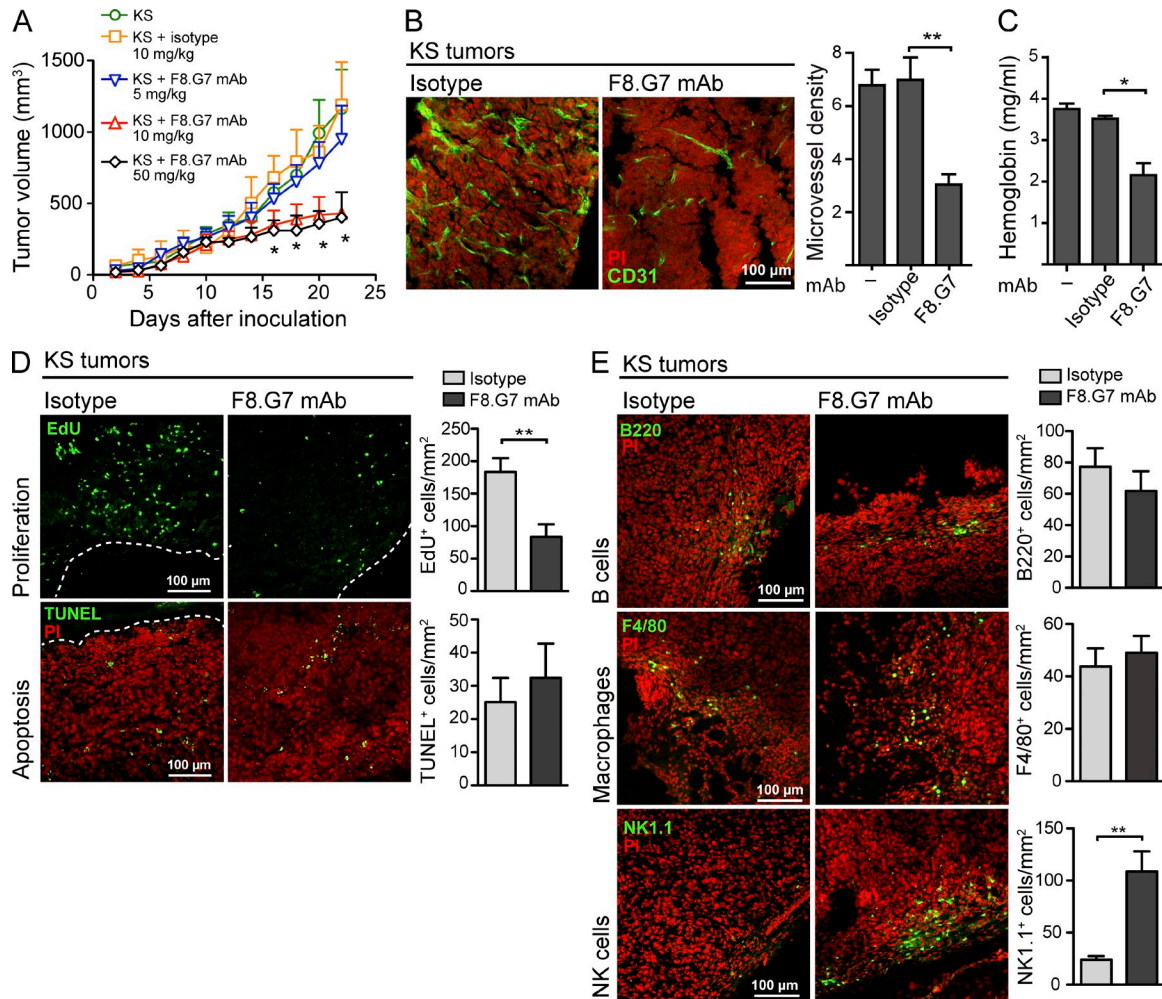 A
KS
KS + isotype
10 mg/kg
KS + F8.G7 mAb
5 mg/kg
KS + F8.G7 mAb
10 mg/kg
KS + F8.G7 mAb
50 mg/kg
Tumor volume (mm³)
1500
1000
500
0
0 5 10 15 20 25
* * * *
Days after inoculation
B
KS tumors
Isotype
F8.G7 mAb
PI
CD31
100 µm
Microvessel density
8
6
4
2
**
mAb
–
Isotype
F8.G7
C
Hemoglobin (mg/ml)
5
4
3
2
1
0
*
mAb
–
Isotype
F8.G7
D
KS tumors
Isotype
F8.G7 mAb
Proliferation
EdU
100 µm
100 µm
Apoptosis
TUNEL
PI
100 µm
Isotype
F8.G7 mAb
EdU⁺ cells/mm²
250
200
150
100
50
0
**
TUNEL⁺ cells/mm²
50
40
30
20
10
0
E
KS tumors
Isotype
F8.G7 mAb
B cells
B220
PI
100 µm
Macrophages
F4/80
PI
100 µm
NK cells
NK1.1
PI
100 µm
Isotype
F8.G7 mAb
B220⁺ cells/mm²
100
80
60
40
20
0
F4/80⁺ cells/mm²
60
40
20
0
NK1.1⁺ cells/mm²
150
100
50
0
**